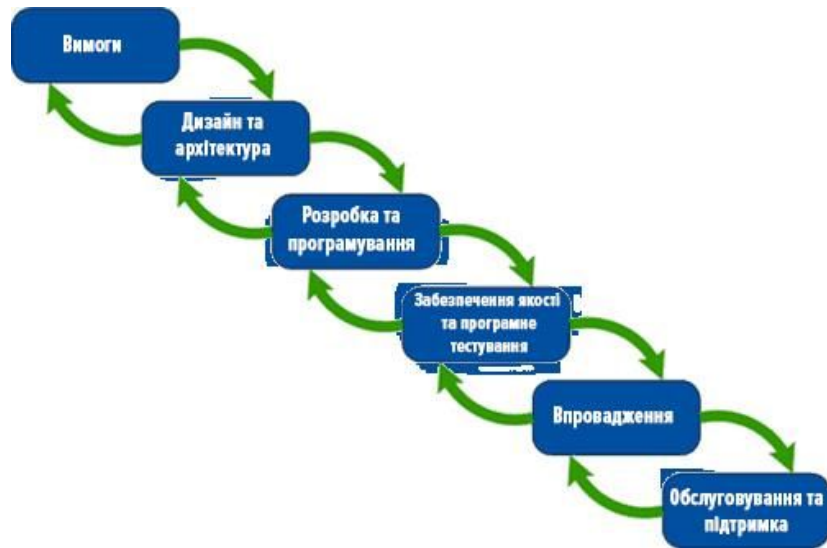 Вимоги
Дизайн та
архітектура
Розробка та
програмування
Забезпечення якості
та програмне
тестування
Впровадження
Обслуговування та
підтримка